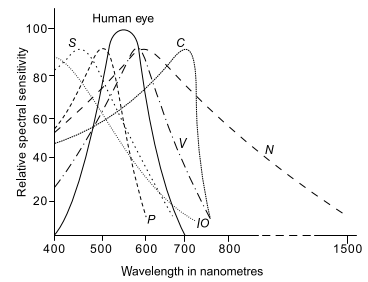 Human eye
100
80
60
40
20
Relative spectral sensitivity
S
C
V
N
P
IO
400 500 600 700 800 1500
Wavelength in nanometres